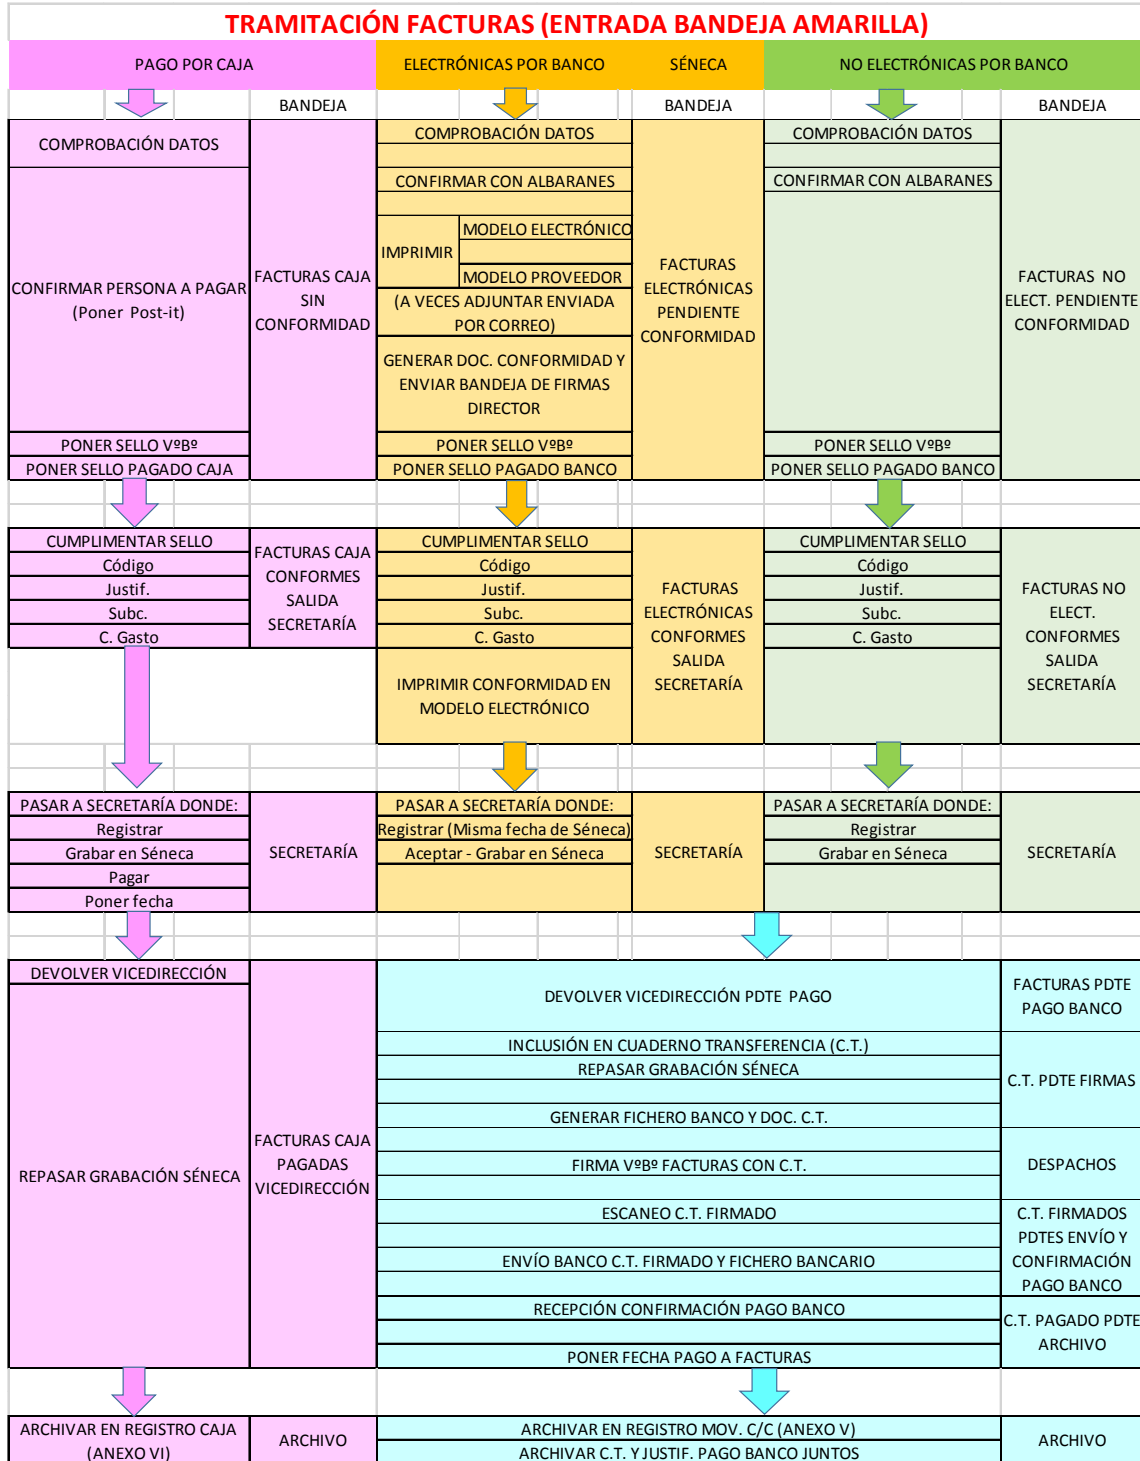 TRAMITACIÓN FACTURAS (ENTRADA BANDEJA AMARILLA)
PAGO POR CAJA
ELECTRÓNICAS POR BANCO
SÉNECA
NO ELECTRÓNICAS POR BANCO
BANDEJA
BANDEJA
BANDEJA
COMPROBACIÓN DATOS
CONFIRMAR PERSONA A PAGAR
(Poner Post-it)
PONER SELLO VºBº
PONER SELLO PAGADO CAJA
FACTURAS CAJA
SIN
CONFORMIDAD
COMPROBACIÓN DATOS
CONFIRMAR CON ALBARANES
IMPRIMIR
MODELO ELECTRÓNICO
MODELO PROVEEDOR
(A VECES ADJUNTAR ENVIADA
POR CORREO)
GENERAR DOC. CONFORMIDAD Y
ENVIAR BANDEJA DE FIRMAS
DIRECTOR
PONER SELLO VºBº
PONER SELLO PAGADO BANCO
FACTURAS
ELECTRÓNICAS
PENDIENTE
CONFORMIDAD
COMPROBACIÓN DATOS
CONFIRMAR CON ALBARANES
PONER SELLO VºBº
PONER SELLO PAGADO BANCO
FACTURAS NO
ELECT. PENDIENTE
CONFORMIDAD
CUMPLIMENTAR SELLO
Código
Justif.
Subc.
C. Gasto
FACTURAS CAJA
CONFORMES
SALIDA
SECRETARÍA
CUMPLIMENTAR SELLO
Código
Justif.
Subc.
C. Gasto
IMPRIMIR CONFORMIDAD EN
MODELO ELECTRÓNICO
FACTURAS
ELECTRÓNICAS
CONFORMES
SALIDA
SECRETARÍA
CUMPLIMENTAR SELLO
Código
Justif.
Subc.
C. Gasto
FACTURAS NO
ELECT.
CONFORMES
SALIDA
SECRETARÍA
PASAR A SECRETARÍA DONDE:
Registrar
Grabar en Séneca
Pagar
Poner fecha
SECRETARÍA
PASAR A SECRETARÍA DONDE:
Registrar (Misma fecha de Séneca)
Aceptar - Grabar en Séneca
SECRETARÍA
PASAR A SECRETARÍA DONDE:
Registrar
Grabar en Séneca
SECRETARÍA
DEVOLVER VICEDIRECCIÓN
REPASAR GRABACIÓN SÉNECA
FACTURAS CAJA
PAGADAS
VICEDIRECCIÓN
DEVOLVER VICEDIRECCIÓN PDTE PAGO
FACTURAS PDTE
PAGO BANCO
INCLUSIÓN EN CUADERNO TRANSFERENCIA (C.T.)
REPASAR GRABACIÓN SÉNECA
GENERAR FICHERO BANCO Y DOC. C.T.
C.T. PDTE FIRMAS
FIRMA VºBº FACTURAS CON C.T.
DESPACHOS
ESCANEO C.T. FIRMADO
ENVÍO BANCO C.T. FIRMADO Y FICHERO BANCARIO
C.T. FIRMADOS
PDTES ENVÍO Y
CONFIRMACIÓN
PAGO BANCO
RECEPCIÓN CONFIRMACIÓN PAGO BANCO
PONER FECHA PAGO A FACTURAS
C.T. PAGADO PDTE
ARCHIVO
ARCHIVAR EN REGISTRO CAJA
(ANEXO VI)
ARCHIVO
ARCHIVAR EN REGISTRO MOV. C/C (ANEXO V)
ARCHIVAR C.T. Y JUSTIF. PAGO BANCO JUNTOS
ARCHIVO